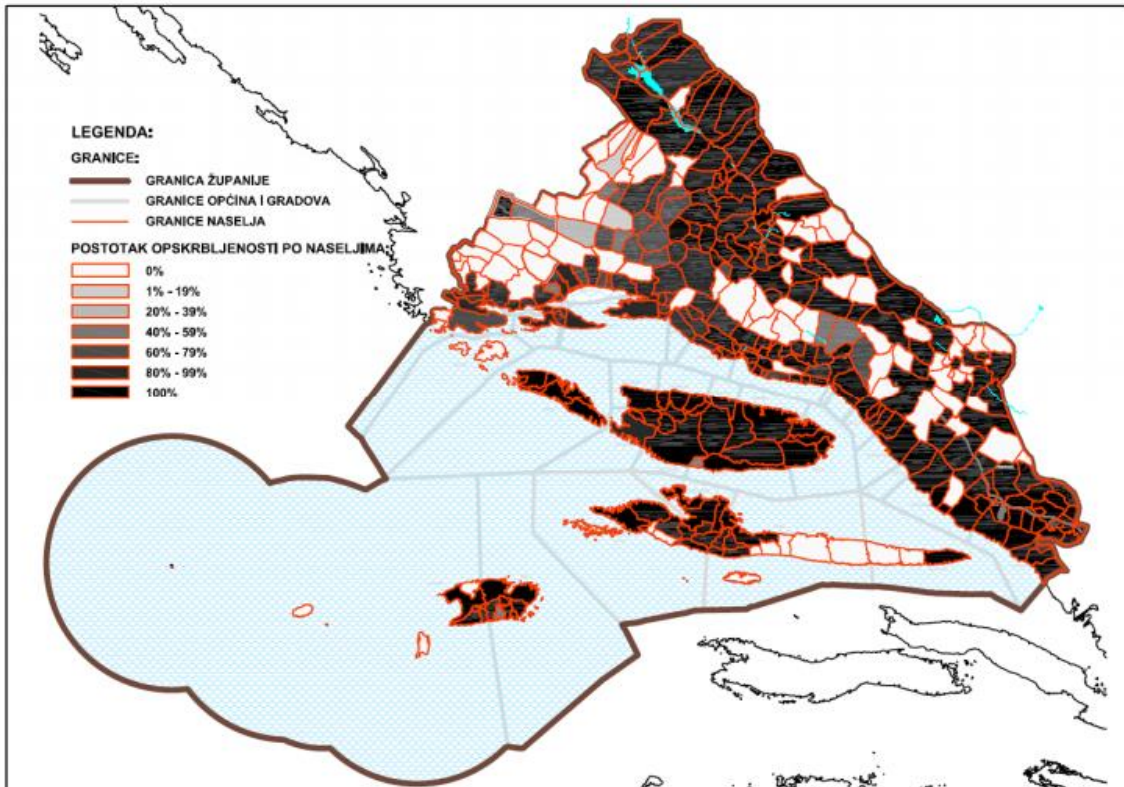 LEGENDA:
GRANICE:
GRANICA ŽUPANIJE
GRANICE OPĆINA I GRADOVA
GRANICE NASELJA
POSTOTAK OPSKRBLJENOSTI PO NASELJIMA:
0%
1% - 19%
20% - 39%
40% - 59%
60% - 79%
80% - 99%
100%